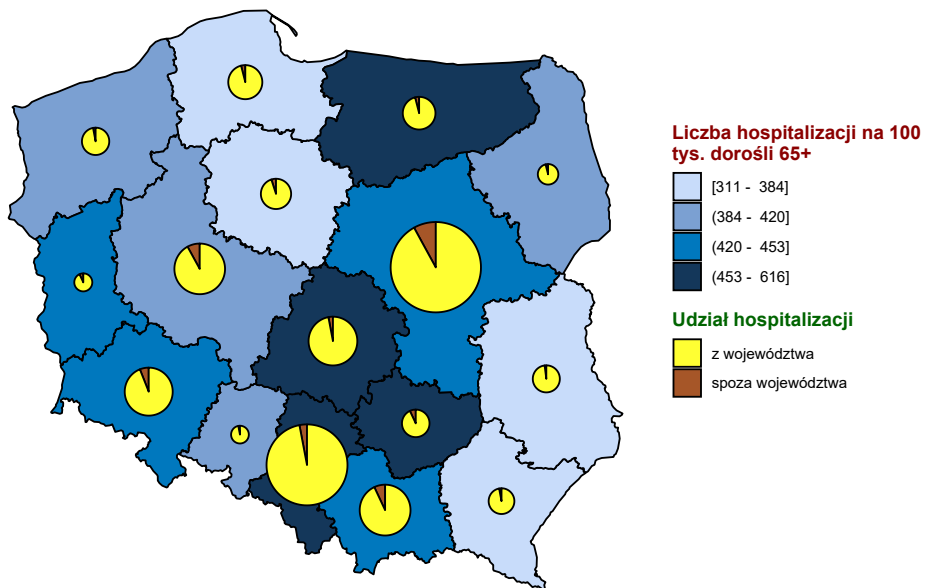 Liczba hospitalizacji na 100
tys. dorośli 65+
[311 - 384]
(384 - 420]
(420 - 453]
(453 - 616]
Udział hospitalizacji
z województwa
spoza województwa